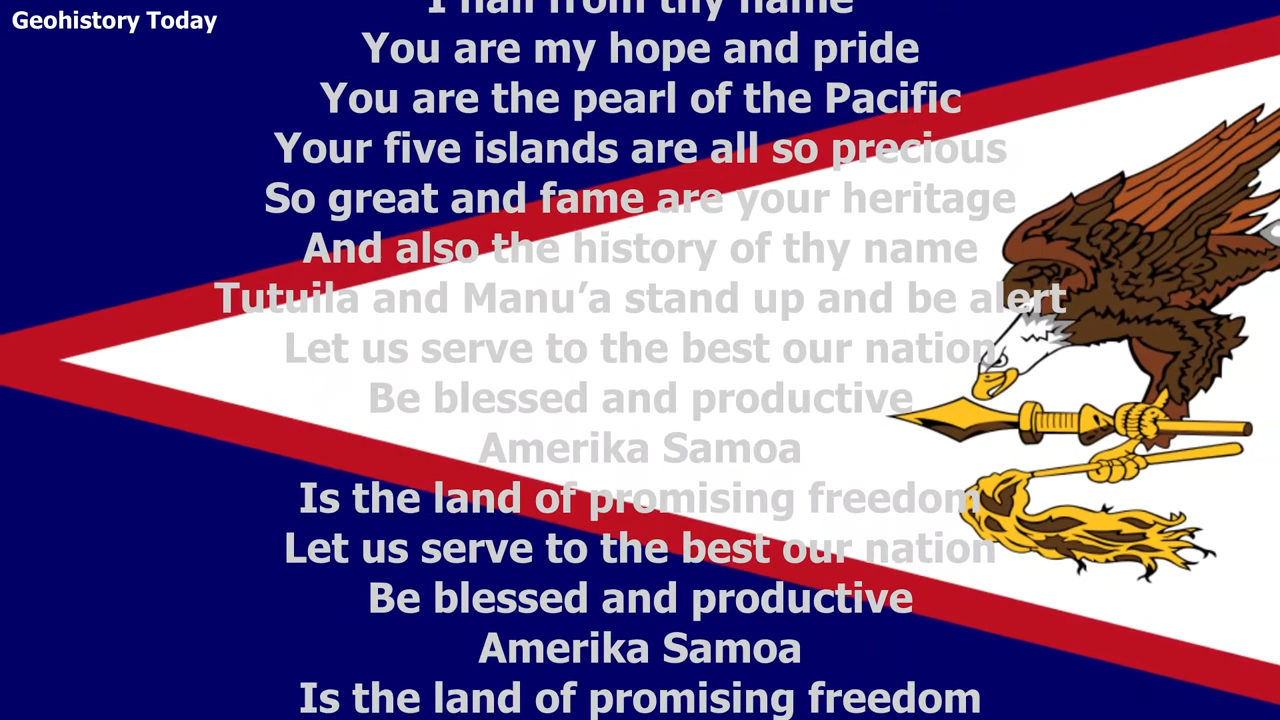 Geohistory Today
I hail from thy name
You are my hope and pride
You are the pearl of the Pacific
Your five islands are all so precious
So great and fame are your heritage
And also the history of thy name
Tutuila and Manu’a stand up and be alert
Let us serve to the best our nation
Be blessed and productive
Amerika Samoa
Is the land of promising freedom
Let us serve to the best our nation
Be blessed and productive
Amerika Samoa
Is the land of promising freedom